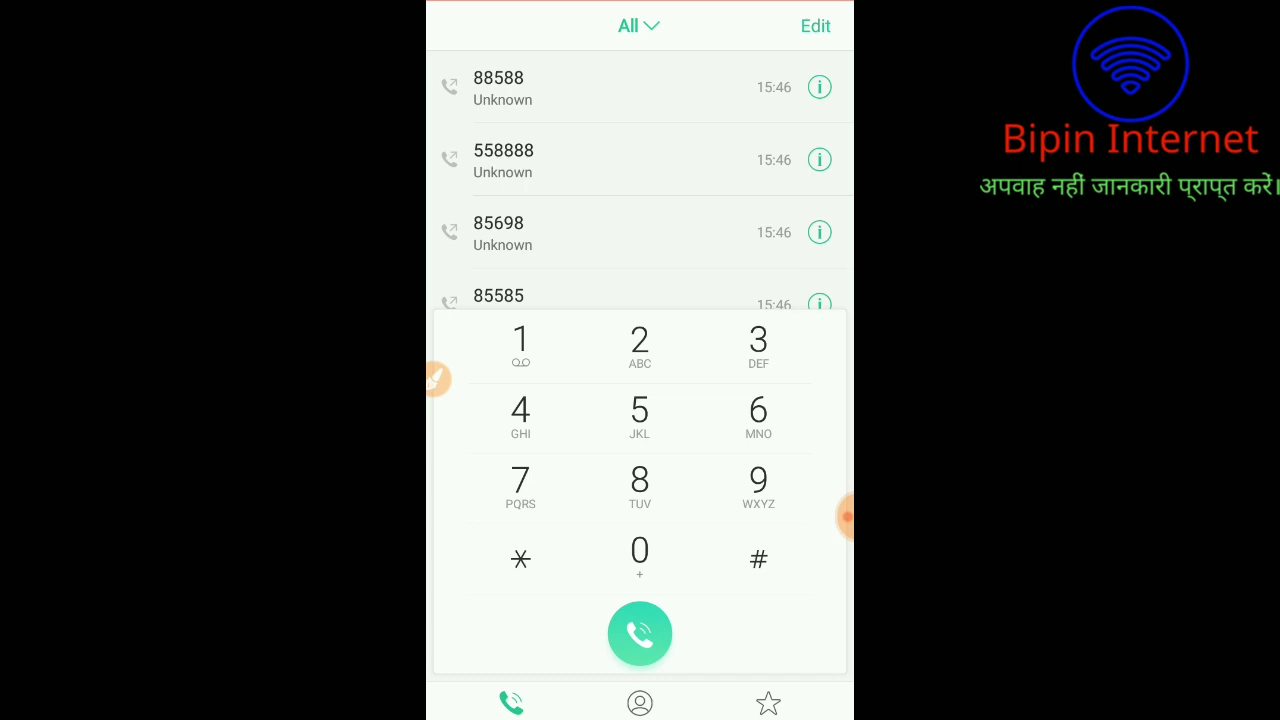 All
Edit
88588
Unknown
15:46
558888
Unknown
15:46
85698
Unknown
15:46
85585
15:46
1
2
ABC
3
DEF
4
GHI
5
JKL
6
MNO
7
PQRS
8
TUV
9
WXYZ
*
0
+
#
Bipin Internet
अपवाह नहीं जानकारी प्राप्त करें।